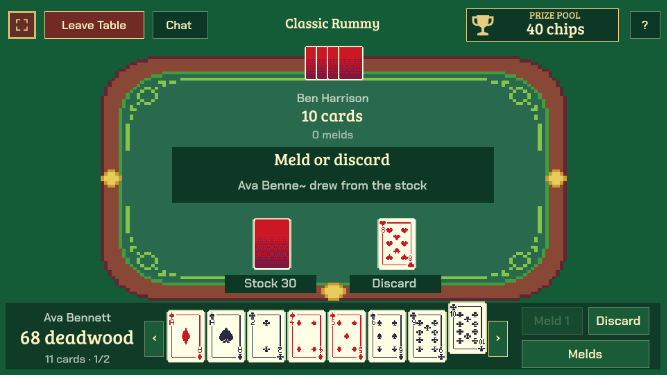 Leave Table
Chat
Classic Rummy
PRIZE POOL
40 chips
?
Ben Harrison
10 cards
0 melds
Meld or discard
Ava Benne~ drew from the stock
Stock 30
Discard
Ava Bennett
68 deadwood
11 cards · 1/2
‹
›
Meld 1
Discard
Melds